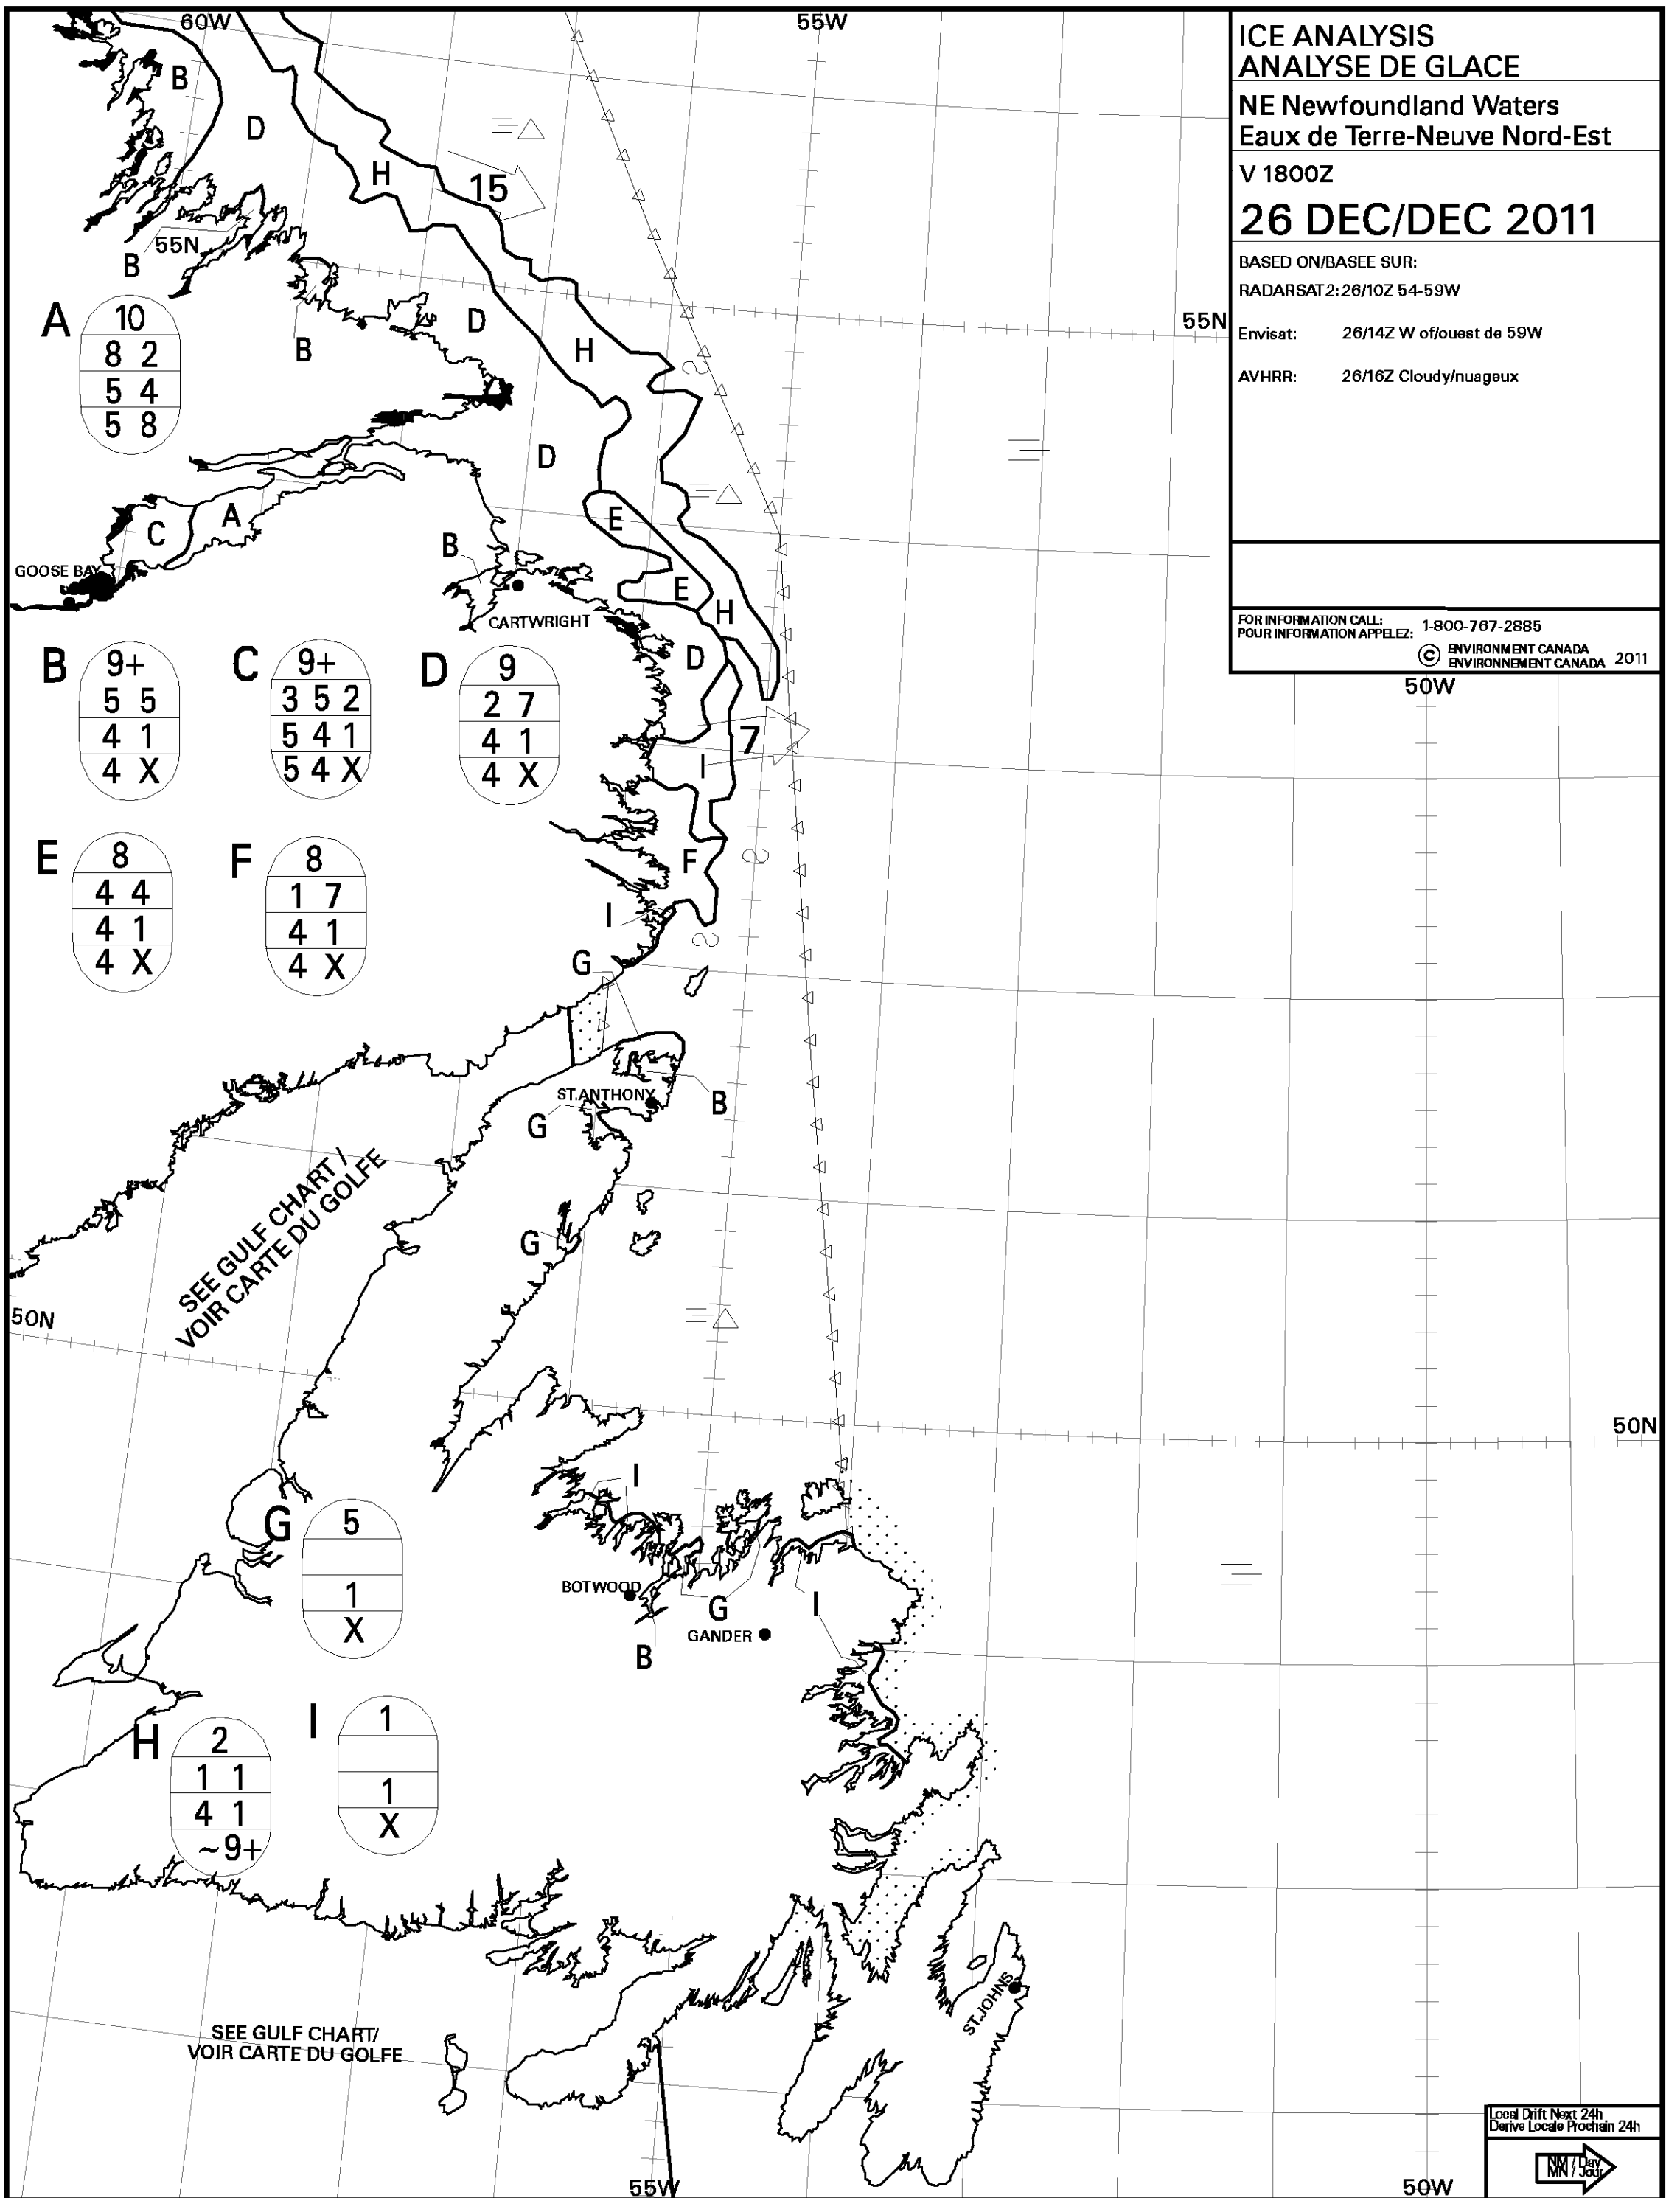 60W
55W
ICE ANALYSIS
ANALYSE DE GLACE
NE Newfoundland Waters
Eaux de Terre-Neuve Nord-Est
V 1800Z
26 DEC/DEC 2011
BASED ON/BASEE SUR:
RADARSAT2:26/10Z 54-59W
Envisat: 26/14Z W of/ouest de 59W
AVHRR: 26/16Z Cloudy/nuageux
FOR INFORMATION CALL:
POUR INFORMATION APPELEZ: 1-800-767-2885
© ENVIRONMENT CANADA
ENVIRONNEMENT CANADA 2011
B
D
H
15
55N
B
D
B
H
55N
A
10
8 2
5 4
5 8
D
C
A
E
B
GOOSE BAY
E
H
CARTWRIGHT
D
B
9+
5 5
4 1
4 X
C
9+
3 5 2
5 4 1
5 4 X
D
9
2 7
4 1
4 X
50W
7
I
E
8
4 4
4 1
4 X
F
8
1 7
4 1
4 X
F
I
G
ST.ANTHONY
B
G
G
SEE GULF CHART /
VOIR CARTE DU GOLFE
50N
50N
I
G
5
1
X
BOTWOOD
G
I
GANDER
B
H
2
1 1
4 1
~9+
I
1
1
X
ST.JOHNS
SEE GULF CHART/
VOIR CARTE DU GOLFE
55W
50W
Local Drift Next 24h
Derive Locale Prochain 24h
NM / Day
MN / Jour